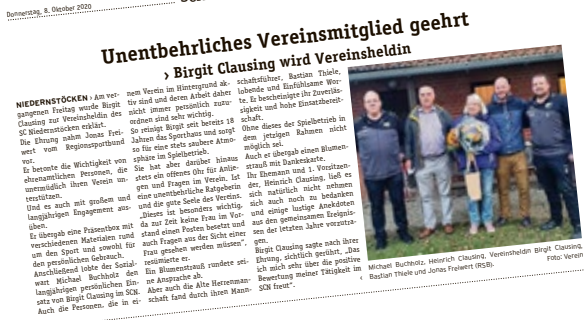 Donnerstag, 8. Oktober 2020
Unentbehrliches Vereinsmitglied geehrt
› Birgit Clausing wird Vereinsheldin
NIEDERNSTÖCKEN › Am ver-
gangenen Freitag wurde Birgit
Clausing zur Vereinsheldin des
SC Niedernstöcken erklärt.
Die Ehrung nahm Jonas Frei-
wert vom Regionssportbund
vor.
Er betonte die Wichtigkeit von
ehrenamtlichen Personen, die
unermüdlich ihren Verein un-
terstützen.
Und es auch mit großem und
langjährigen Engagement aus-
üben.
Er übergab eine Präsentbox mit
verschiedenen Materialen rund
um den Sport und sowohl für
den persönlichen Gebrauch.
Anschließend lobte der Sozial-
wart Michael Buchholz den
langjährigen persönlichen Ein-
satz von Birgit Clausing im SCN.
Auch die Personen, die in ei-
nem Verein im Hintergrund ak-
tiv sind und deren Arbeit daher
nicht immer persönlich zuzu-
ordnen sind sehr wichtig.
So reinigt Birgit seit bereits 18
Jahren das Sporthaus und sorgt
so für eine stets saubere Atmo-
sphäre im Spielbetrieb.
Sie hat aber darüber hinaus
stets ein offenes Ohr für Anlie-
gen und Fragen im Verein. Ist
eine unentbehrliche Ratgeberin
und die gute Seele des Vereins.
„Dieses ist besonders wichtig,
da zur Zeit keine Frau im Vor-
stand einen Posten besetzt und
auch Fragen aus der Sicht einer
Frau gesehen werden müssen",
resümierte er.
Ein Blumenstrauß rundete sei-
ne Ansprache ab.
Aber auch die Alte Herrenman-
schaft fand durch ihren Mann-
schaftsführer, Bastian Thiele,
lobende und Einfühlsame Wor-
te. Er bescheinigte ihr Zuverläs-
sigkeit und hohe Einsatzbereit-
schaft.
Ohne dieses der Spielbetrieb in
dem jetzigen Rahmen nicht
möglich sei.
Auch er übergab einen Blumen-
strauß mit Dankeskarte.
Ihr Ehemann und 1. Vorsitzen-
der, Heinrich Clausing, ließ es
sich natürlich nicht nehmen
sich auch noch zu bedanken
und einige lustige Anekdoten
aus den gemeinsamen Ereignis-
sen der letzten Jahre vorzutra-
gen.
Birgit Clausing sagte nach ihrer
Ehrung, sichtlich gerührt, „Das
ich mich sehr über die positive
Bewertung meiner Tätigkeit im
SCN freut".
‹ Michael Buchholz, Heinrich Clausing, Vereinsheldin Birgit Clausing,
Bastian Thiele und Jonas Freiwert (RSB).
Foto: Verein